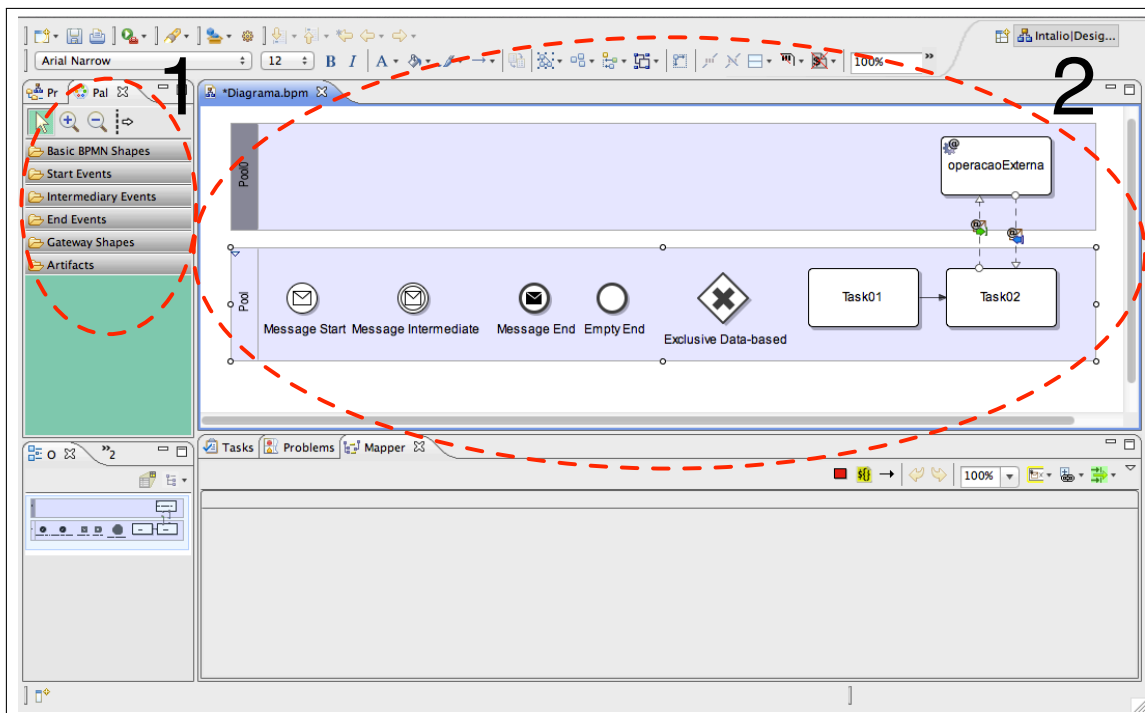 Intalio|Desig...
Arial Narrow
12
B I A
100%
»
1
2
Pr
Pal
*Diagrama.bpm
Basic BPMN Shapes
Start Events
Intermediary Events
End Events
Gateway Shapes
Artifacts
Pool0
operacaoExterna
Pool
Message Start
Message Intermediate
Message End
Empty End
Exclusive Data-based
Task01
Task02
O
»2
Tasks
Problems
Mapper
100%